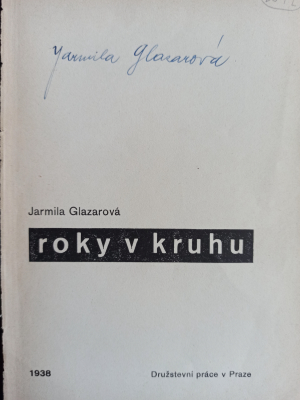 Jarmila Glazarová
Jarmila Glazarová
roky v kruhu
1938 Družstevní práce v Praze